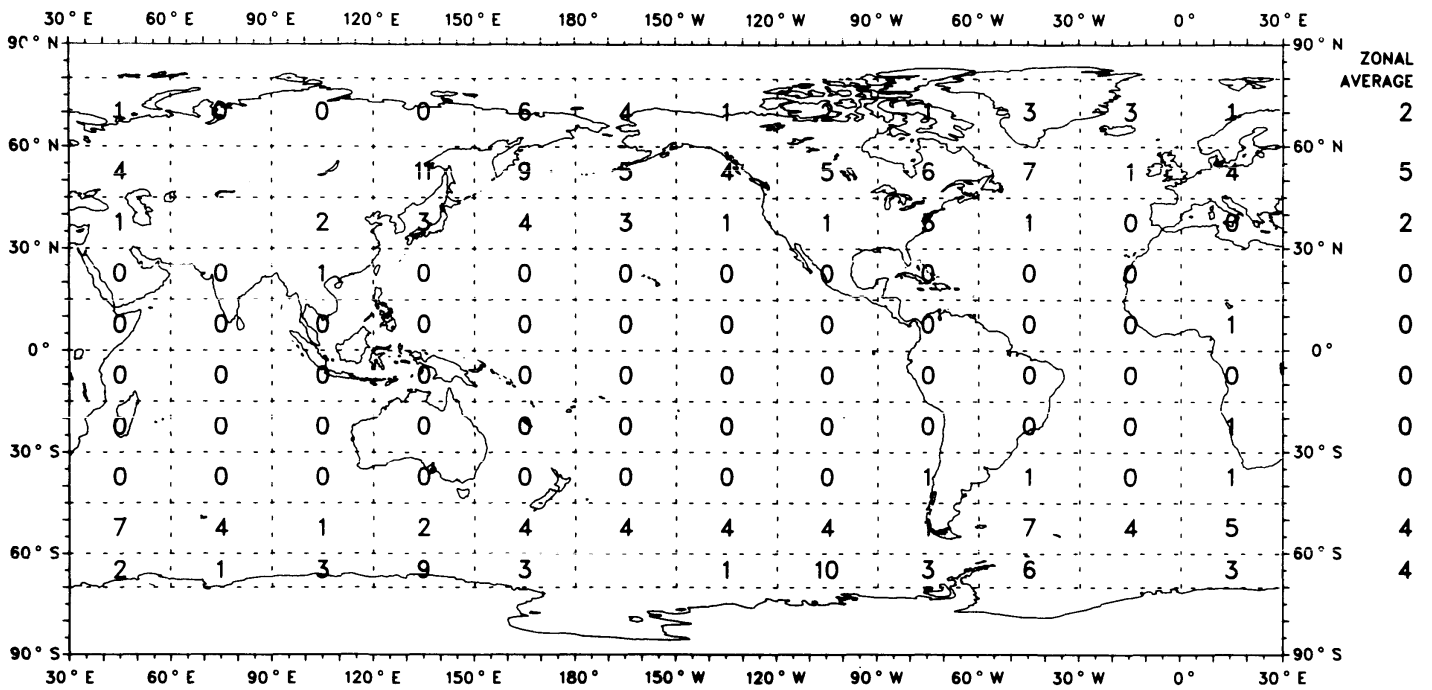 30° E 60° E 90° E 120° E 150° E 180° 150° W 120° W 90° W 60° W 30° W 0° 30° E
90° N 90° N
ZONAL
AVERAGE
1 0 0 0 6 4 1 1 3 3 1 2
60° N 60° N
4 11 9 5 4 5 6 7 1 4 5
1 2 3 4 3 1 1 1 0 0 2
30° N 30° N
0 0 1 0 0 0 0 0 0 0 0 0
0 0 0 0 0 0 0 0 0 0 0 1 0
0° 0°
0 0 0 0 0 0 0 0 0 0 0 0 0
0 0 0 0 0 0 0 0 0 0 1 0
30° S 30° S
0 0 0 0 0 0 0 0 1 1 0 1 0
7 4 1 2 4 4 4 4 7 4 5 4
60° S 60° S
2 1 3 9 3 1 10 3 6 3 4
90° S 90° S
30° E 60° E 90° E 120° E 150° E 180° 150° W 120° W 90° W 60° W 30° W 0° 30° E